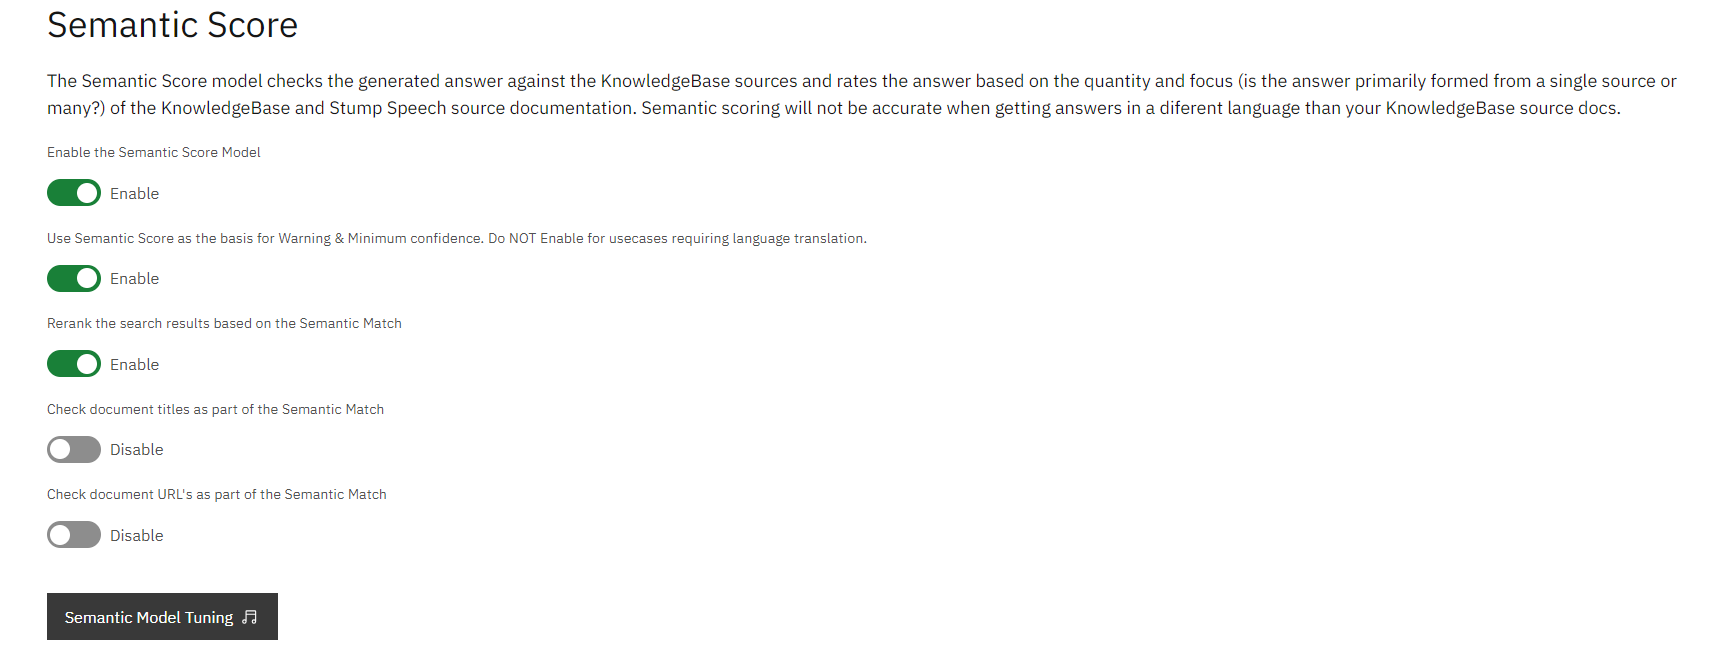 Semantic Score
The Semantic Score model checks the generated answer against the KnowledgeBase sources and rates the answer based on the quantity and focus (is the answer primarily formed from a single source or
many?) of the KnowledgeBase and Stump Speech source documentation. Semantic scoring will not be accurate when getting answers in a diferent language than your KnowledgeBase source docs.
Enable the Semantic Score Model
Enable
Use Semantic Score as the basis for Warning & Minimum confidence. Do NOT Enable for usecases requiring language translation.
Enable
Rerank the search results based on the Semantic Match
Enable
Check document titles as part of the Semantic Match
Disable
Check document URL's as part of the Semantic Match
Disable
Semantic Model Tuning